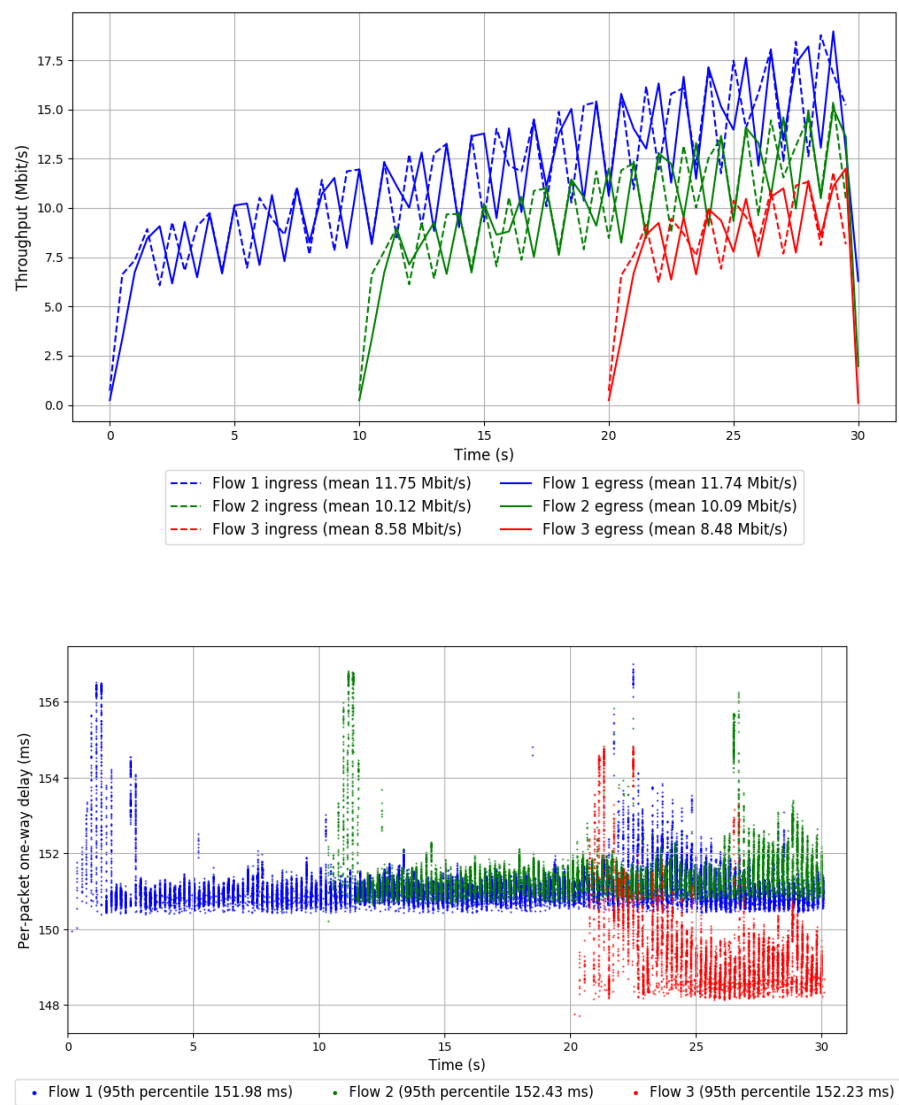 17.5
15.0
12.5
10.0
7.5
5.0
2.5
0.0
Throughput (Mbit/s)
0 5 10 15 20 25 30
Time (s)
Flow 1 ingress (mean 11.75 Mbit/s) Flow 1 egress (mean 11.74 Mbit/s)
Flow 2 ingress (mean 10.12 Mbit/s) Flow 2 egress (mean 10.09 Mbit/s)
Flow 3 ingress (mean 8.58 Mbit/s) Flow 3 egress (mean 8.48 Mbit/s)
156
154
152
150
148
Per-packet one-way delay (ms)
0 5 10 15 20 25 30
Time (s)
Flow 1 (95th percentile 151.98 ms) Flow 2 (95th percentile 152.43 ms) Flow 3 (95th percentile 152.23 ms)